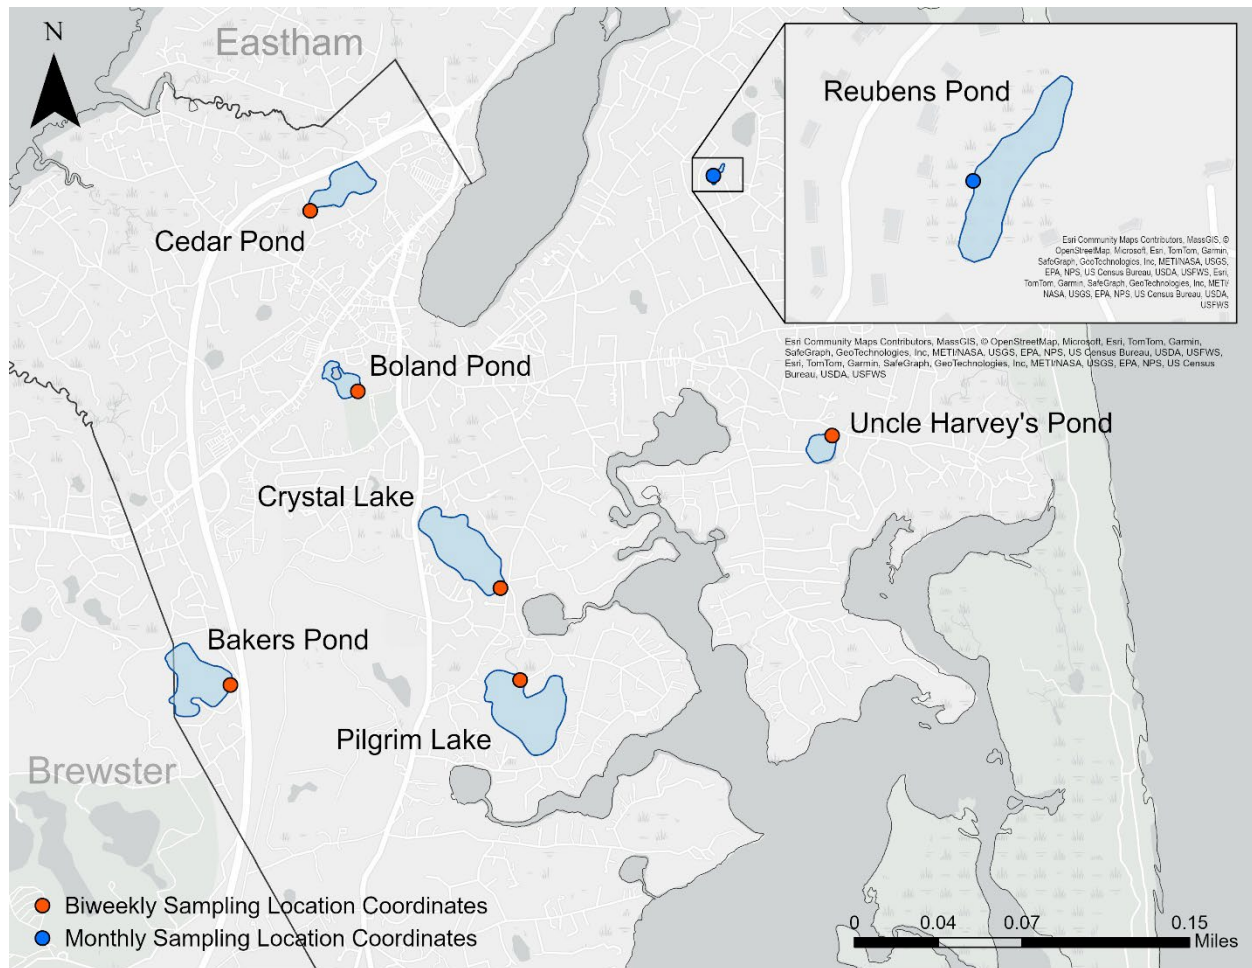 N
Eastham
Reubens Pond
Esri Community Maps Contributors, MassGIS, ©
OpenStreetMap, Microsoft, Esri, TomTom, Garmin,
SafeGraph, GeoTechnologies, Inc, METI/NASA, USGS,
EPA, NPS, US Census Bureau, USDA, USFWS, Esri,
TomTom, Garmin, SafeGraph, GeoTechnologies, Inc, METI/
NASA, USGS, EPA, NPS, US Census Bureau, USDA,
USFWS
Cedar Pond
Esri Community Maps Contributors, MassGIS, © OpenStreetMap, Microsoft, Esri, TomTom, Garmin,
SafeGraph, GeoTechnologies, Inc, METI/NASA, USGS, EPA, NPS, US Census Bureau, USDA, USFWS,
Esri, TomTom, Garmin, SafeGraph, GeoTechnologies, Inc, METI/NASA, USGS, EPA, NPS, US Census
Bureau, USDA, USFWS
Boland Pond
Uncle Harvey's Pond
Crystal Lake
Bakers Pond
Pilgrim Lake
Brewster
Biweekly Sampling Location Coordinates
Monthly Sampling Location Coordinates
0 0.04 0.07 0.15
Miles